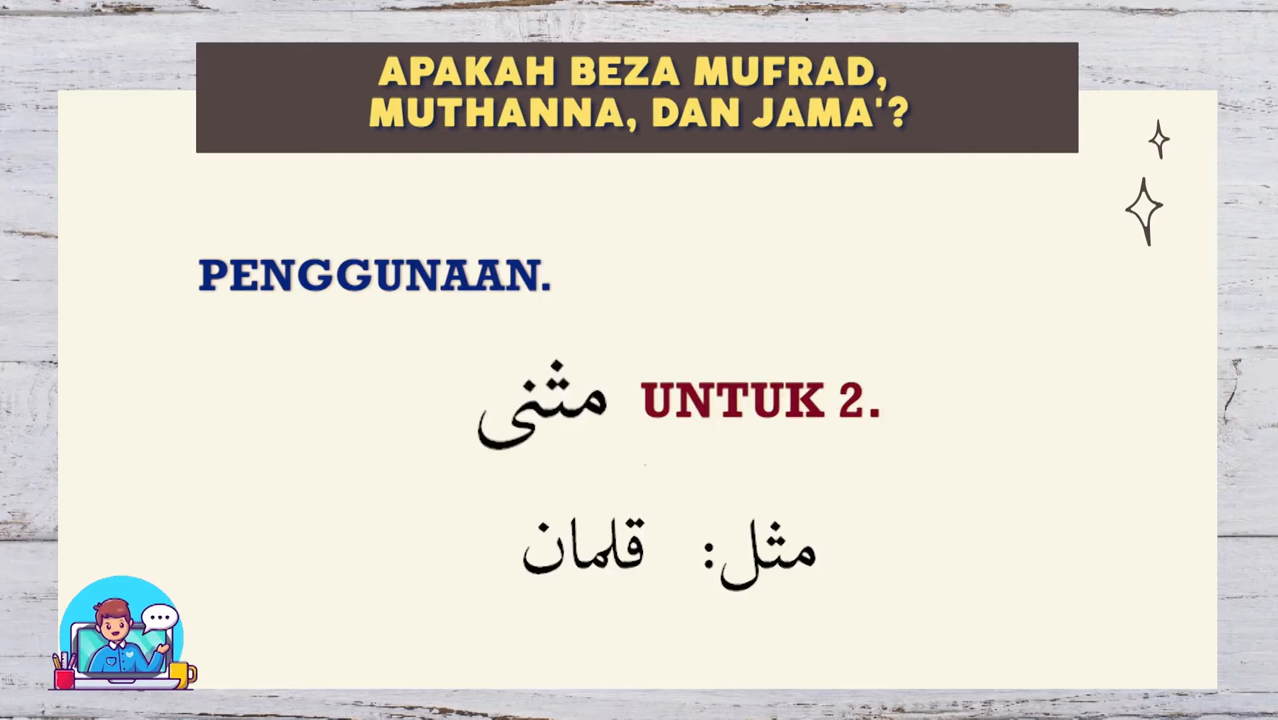 APAKAH BEZA MUFRAD,
MUTHANNA, DAN JAMA'?
PENGGUNAAN.
مثنى UNTUK 2.
مثل: قلمان